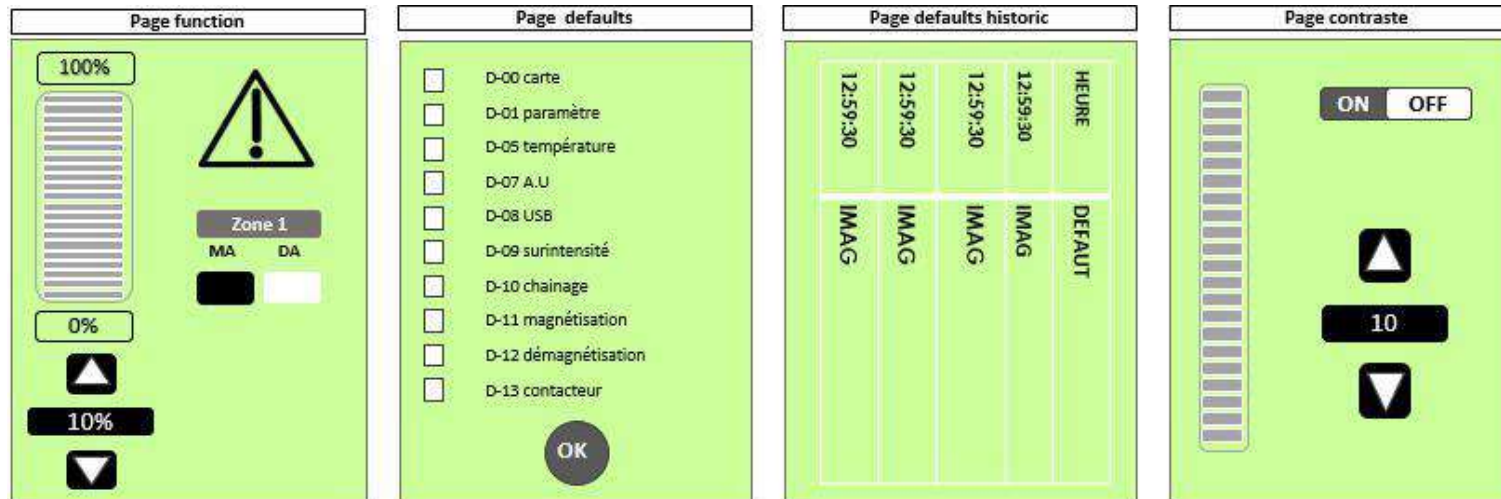 Page function
100%
Zone 1
MA DA
0%
10%
Page defaults
D-00 carte
D-01 paramètre
D-05 température
D-07 A.U
D-08 USB
D-09 surintensité
D-10 chainage
D-11 magnétisation
D-12 démagnétisation
D-13 contacteur
OK
Page defaults historic
HEURE DEFAUT
12:59:30 IMAG
12:59:30 IMAG
12:59:30 IMAG
12:59:30 IMAG
Page contraste
ON OFF
10